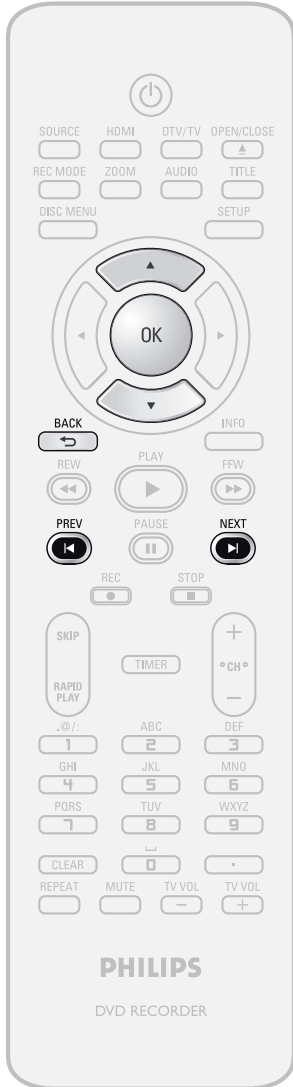 SOURCE HDMI DTV/TV OPEN/CLOSE
REC MODE ZOOM AUDIO TITLE
DISC MENU SETUP
OK
BACK INFO
REW PLAY FFW
PREV PAUSE NEXT
REC STOP
SKIP
RAPID
PLAY
TIMER
+
CH
−
.@/: ABC DEF
1 2 3
GHI JKL MNO
4 5 6
PQRS TUV WXYZ
7 8 9
CLEAR 0 .
REPEAT MUTE TV VOL TV VOL
− +
PHILIPS
DVD RECORDER